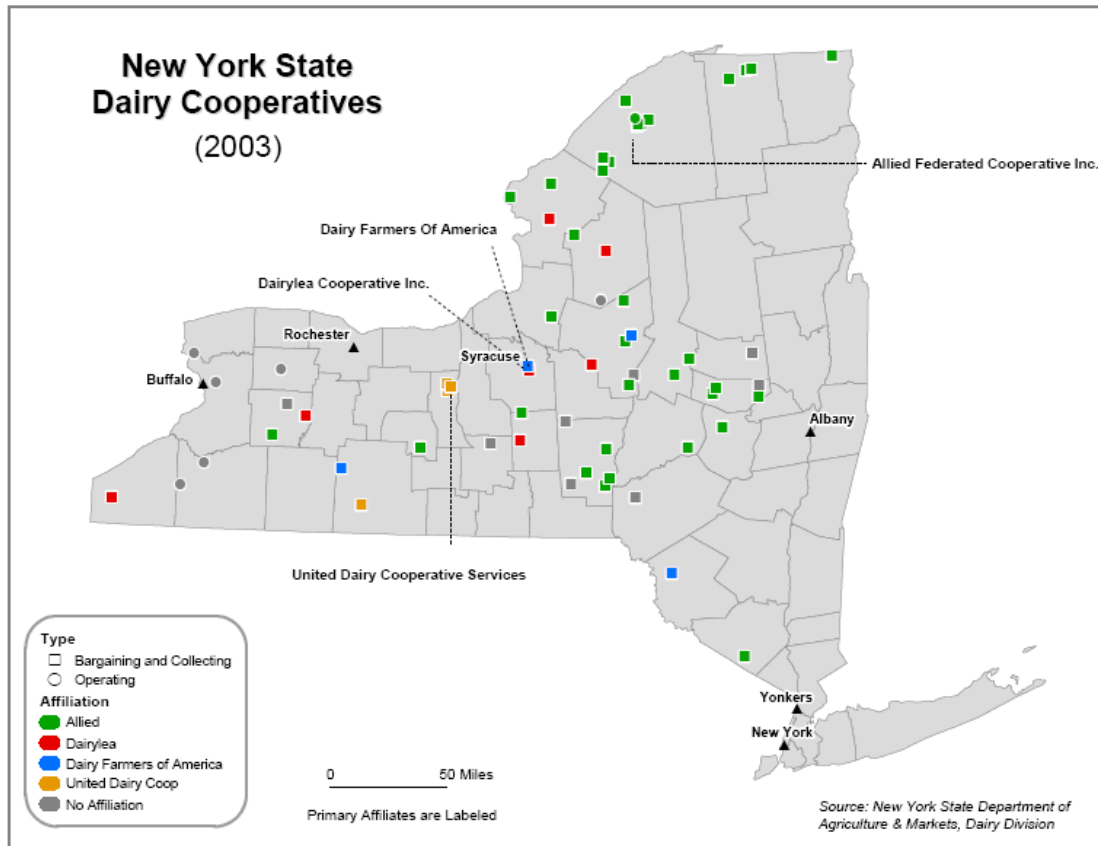 New York State
Dairy Cooperatives
(2003)
Allied Federated Cooperative Inc.
Dairy Farmers Of America
Dairylea Cooperative Inc.
Rochester
Syracuse
Buffalo
Albany
United Dairy Cooperative Services
Yonkers
New York
Type
Bargaining and Collecting
Operating
Affiliation
Allied
Dairylea
Dairy Farmers of America
United Dairy Coop
No Affiliation
0 50 Miles
Primary Affiliates are Labeled
Source: New York State Department of
Agriculture & Markets, Dairy Division